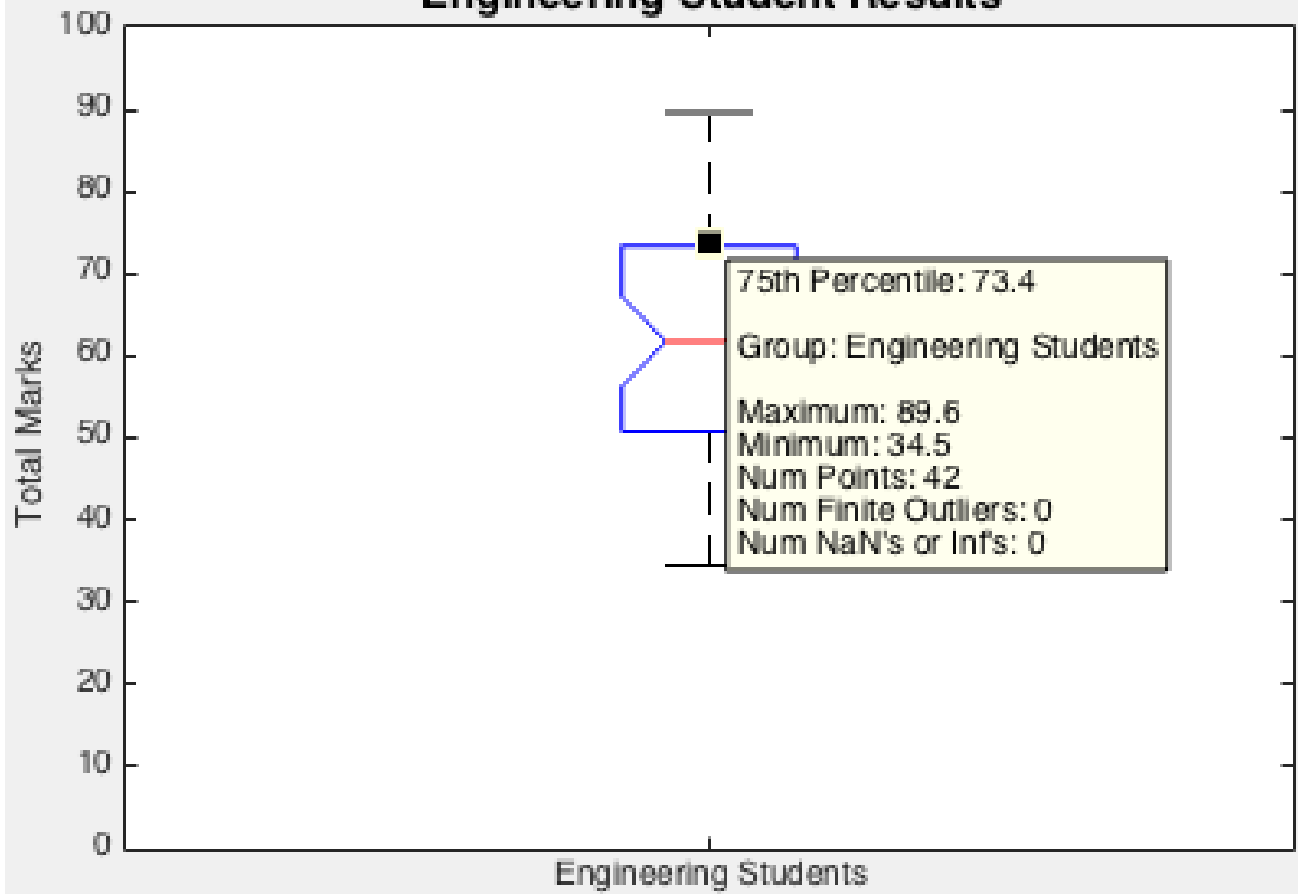 Engineering Student Results
100
90
80
70
60
50
40
30
20
10
0
Total Marks
75th Percentile: 73.4
Group: Engineering Students
Maximum: 89.6
Minimum: 34.5
Num Points: 42
Num Finite Outliers: 0
Num NaN's or Inf's: 0
Engineering Students